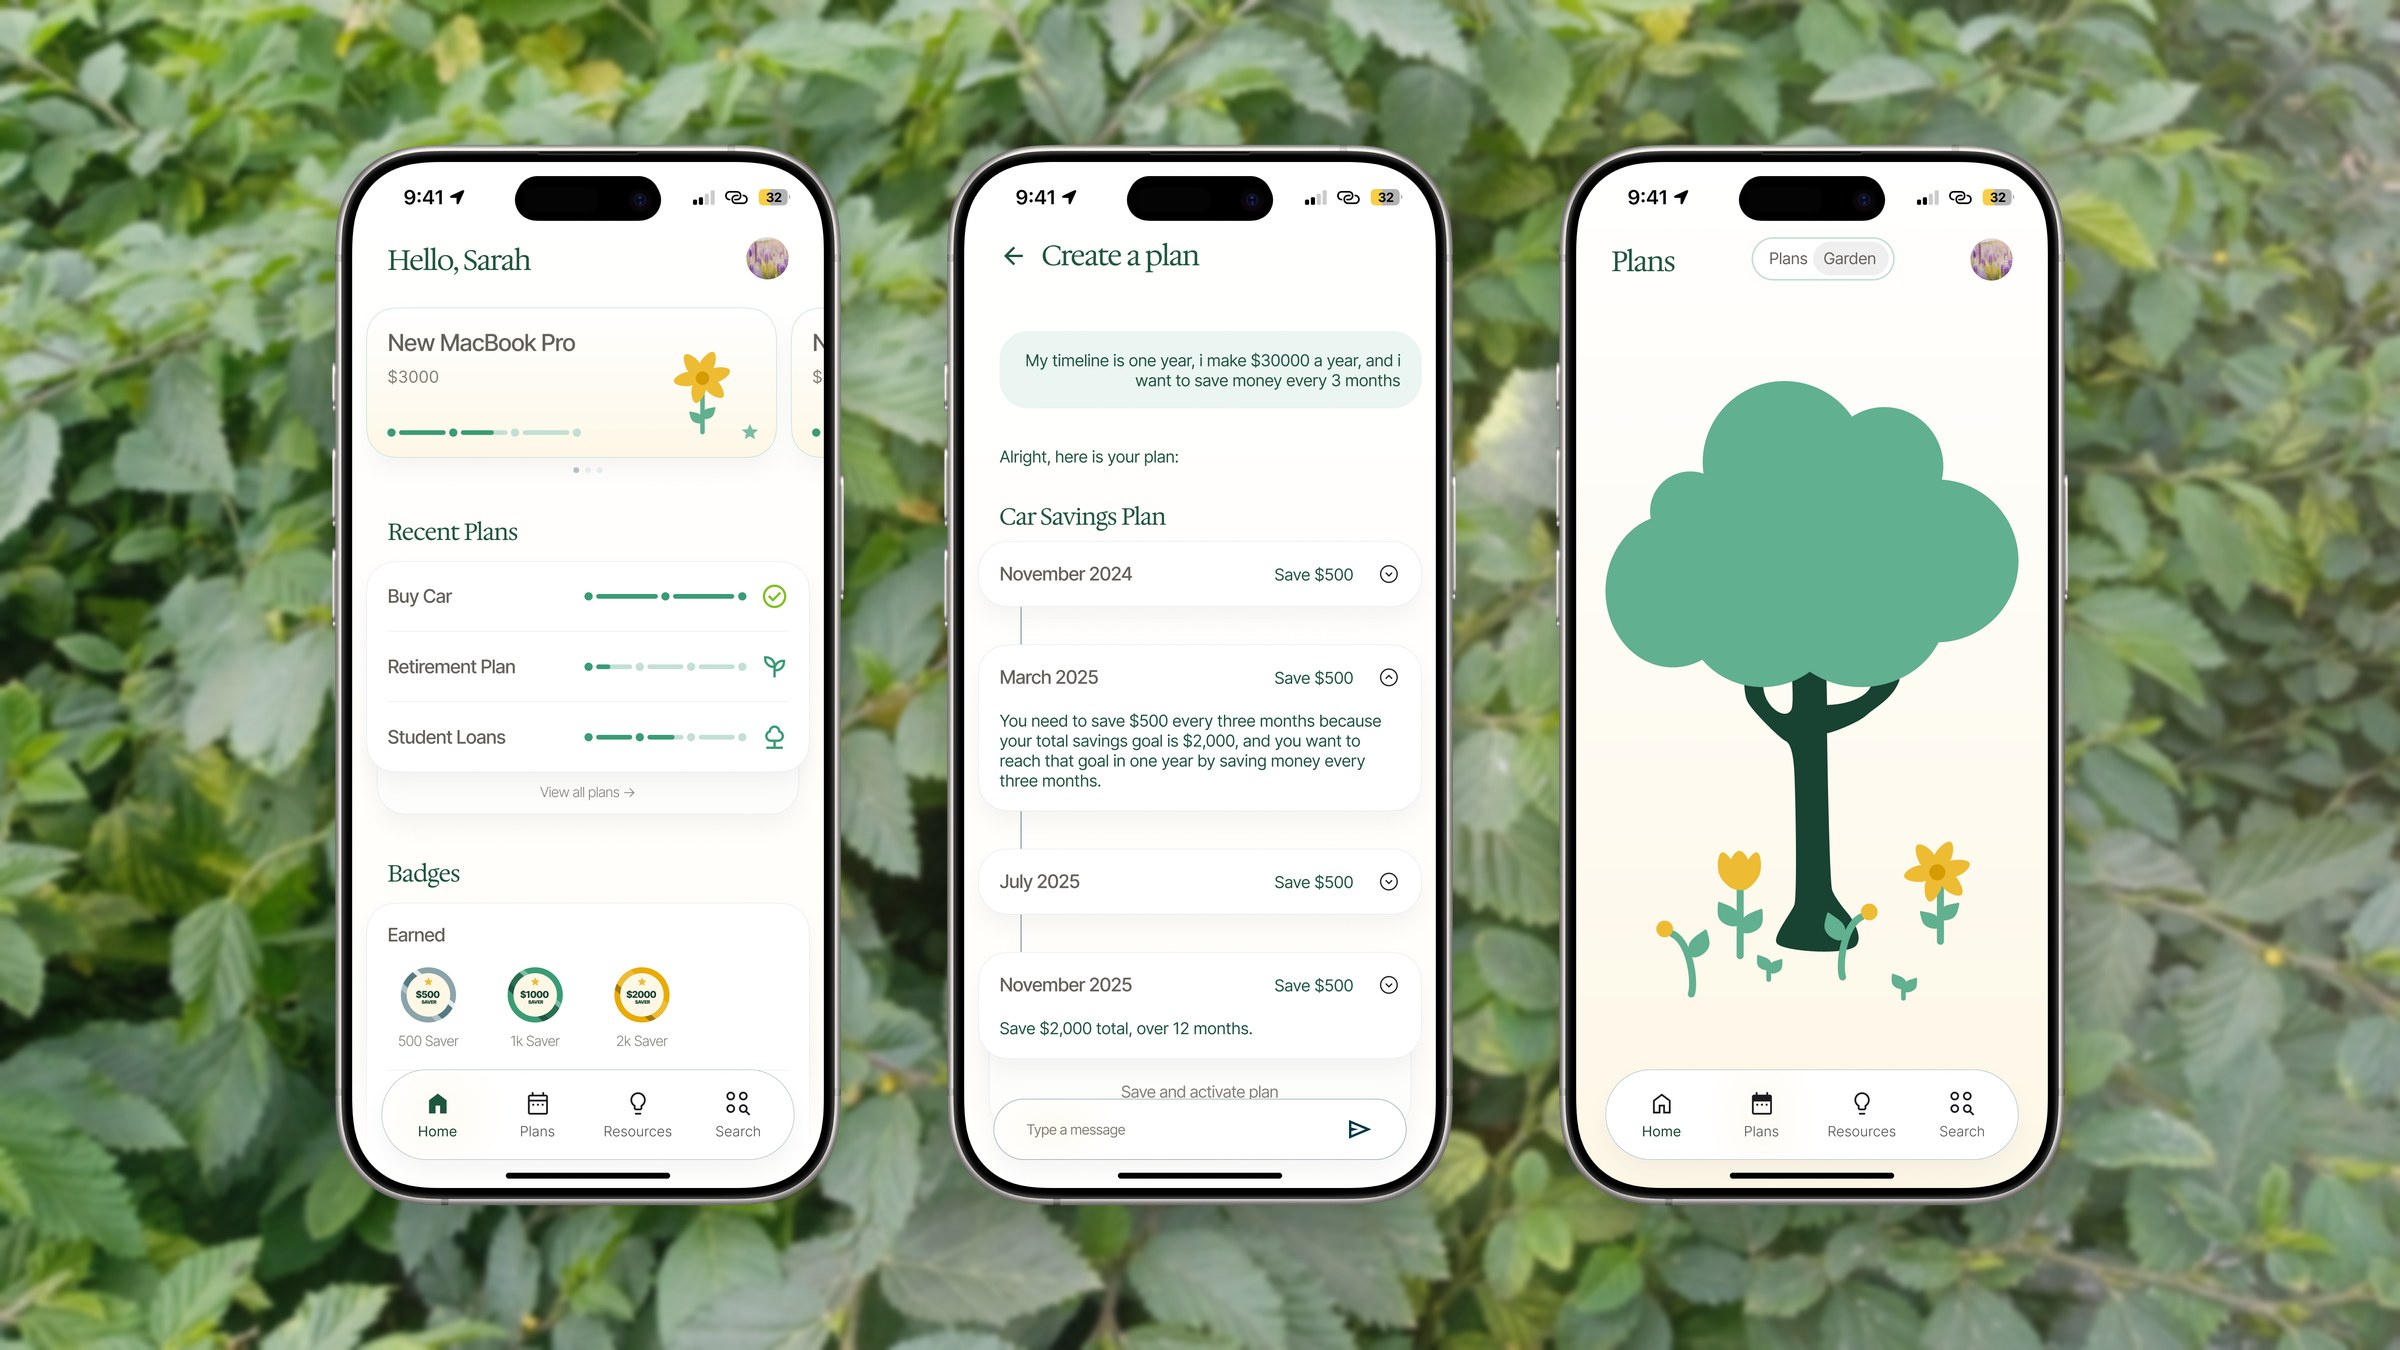 9:41
32
Hello, Sarah
New MacBook Pro
$3000
N
$
Recent Plans
Buy Car
Retirement Plan
Student Loans
View all plans →
Badges
Earned
$500
SAVER
$1000
SAVER
$2000
SAVER
500 Saver
1k Saver
2k Saver
Home
Plans
Resources
Search
9:41
32
Create a plan
My timeline is one year, i make $30000 a year, and i
want to save money every 3 months
Alright, here is your plan:
Car Savings Plan
November 2024
Save $500
March 2025
Save $500
You need to save $500 every three months because
your total savings goal is $2,000, and you want to
reach that goal in one year by saving money every
three months.
July 2025
Save $500
November 2025
Save $500
Save $2,000 total, over 12 months.
Save and activate plan
Type a message
9:41
32
Plans
Plans
Garden
Home
Plans
Resources
Search